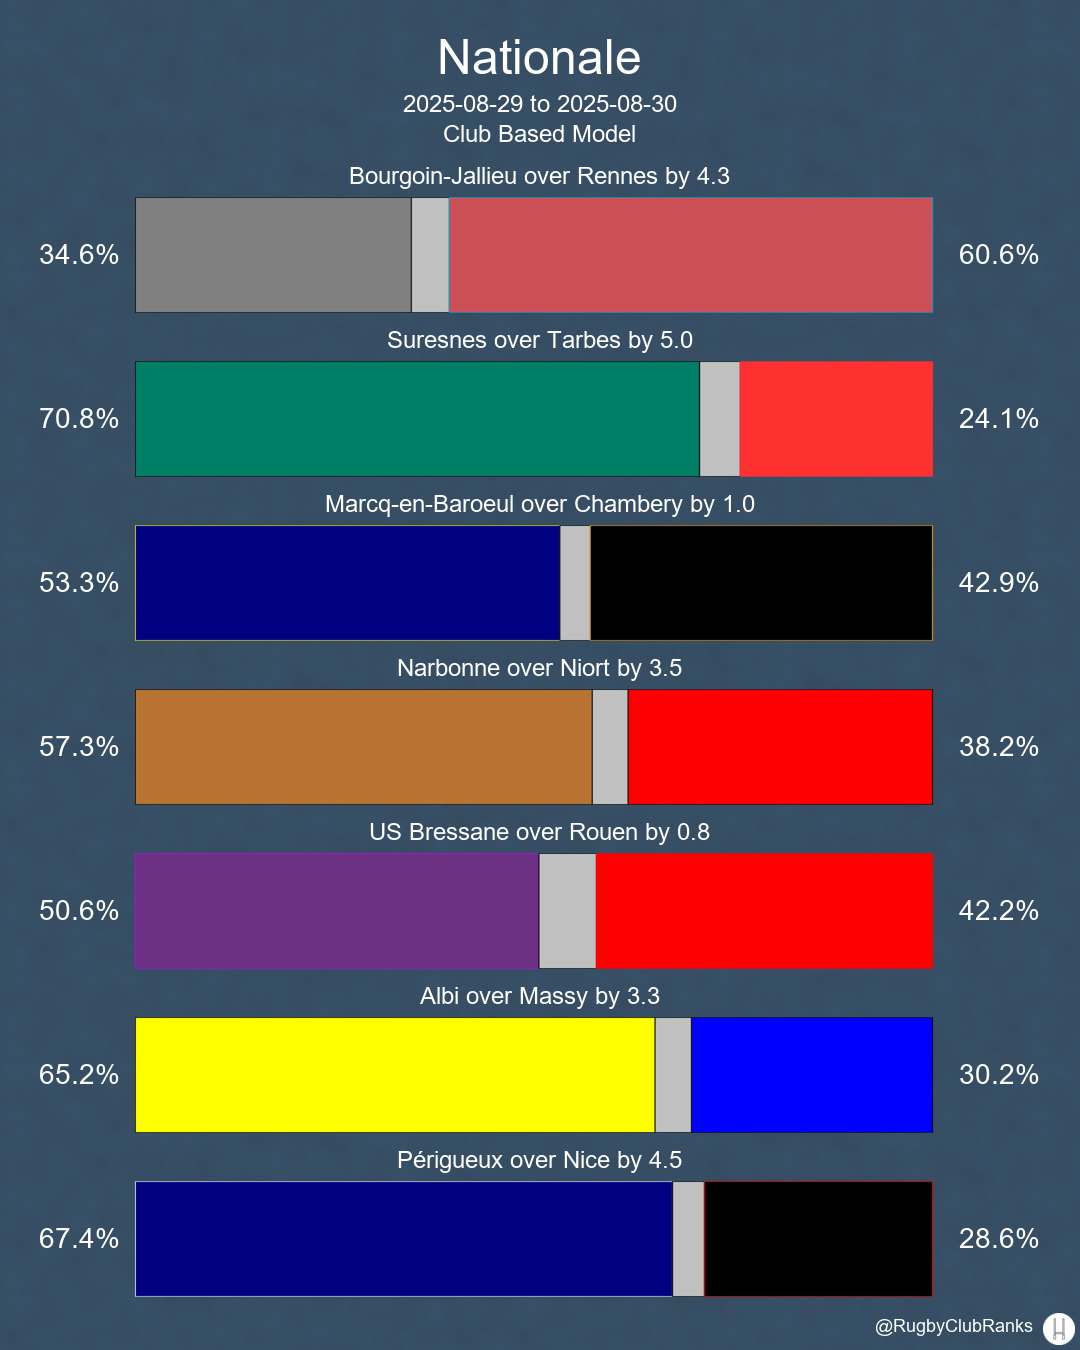 Nationale
2025-08-29 to 2025-08-30
Club Based Model
Bourgoin-Jallieu over Rennes by 4.3
34.6%
60.6%
Suresnes over Tarbes by 5.0
70.8%
24.1%
Marcq-en-Baroeul over Chambery by 1.0
53.3%
42.9%
Narbonne over Niort by 3.5
57.3%
38.2%
US Bressane over Rouen by 0.8
50.6%
42.2%
Albi over Massy by 3.3
65.2%
30.2%
Périgueux over Nice by 4.5
67.4%
28.6%
@RugbyClubRanks